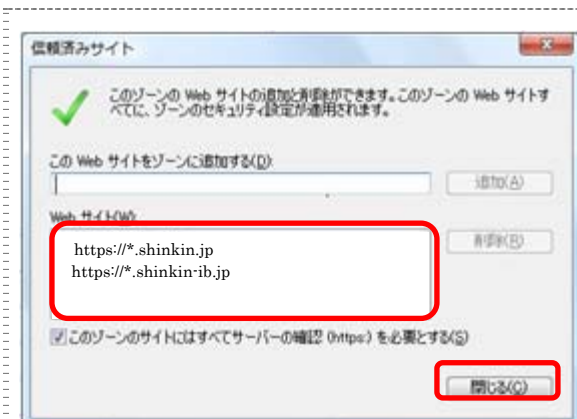 信頼済みサイト
このゾーンの Web サイトの追加と削除ができます。このゾーンの Web サイトす
べてに、ゾーンのセキュリティ設定が適用されます。
この Web サイトをゾーンに追加する(D):
追加(A)
Web サイト(W):
https://*.shinkin.jp
https://*.shinkin-ib.jp
削除(R)
このゾーンのサイトにはすべてサーバーの確認 (https:) を必要とする(S)
閉じる(C)